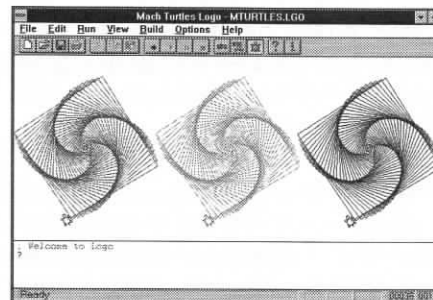 Mach Turtles Logo - MTURTLES.LGO
File Edit Run View Build Options Help
. Welcome to Logo
?
Ready